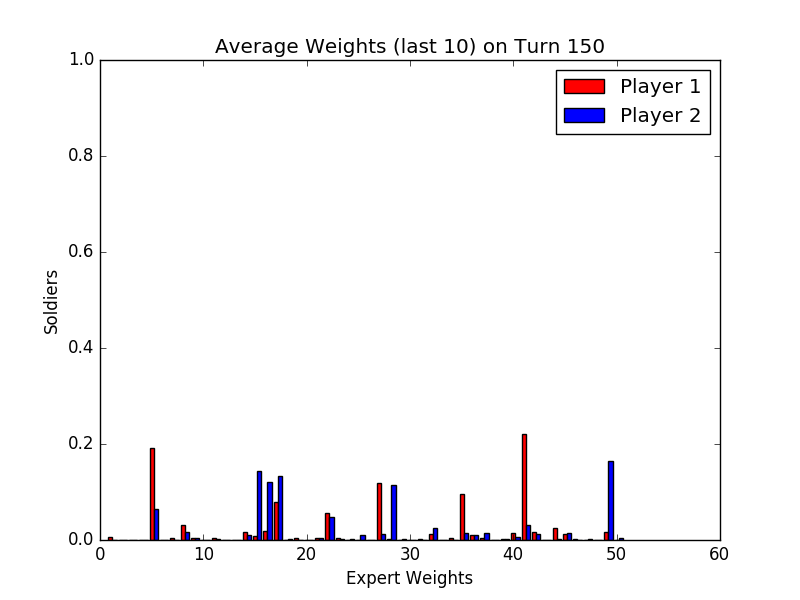 Average Weights (last 10) on Turn 150
1.0
Player 1
Player 2
0.8
0.6
Soldiers
0.4
0.2
0.0
0 10 20 30 40 50 60
Expert Weights